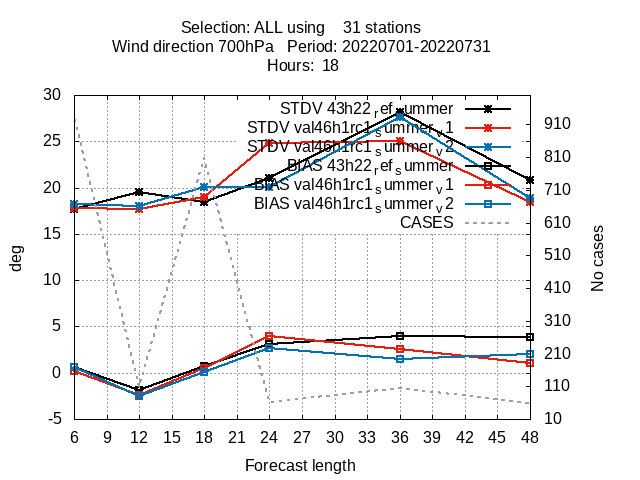 Selection: ALL using    31 stations
Wind direction 700hPa   Period: 20220701-20220731
Hours:  18
30
25
20
15
10
5
0
-5
deg
STDV 43h22_ref_summer
STDV val46h1rc1_summer_v1
STDV val46h1rc1_summer_v2
BIAS 43h22_ref_summer
BIAS val46h1rc1_summer_v1
BIAS val46h1rc1_summer_v2
CASES
910
810
710
610
510
410
310
210
110
10
No cases
6 12 15 18 21 24 27 30 33 36 39 42 45 48
Forecast length